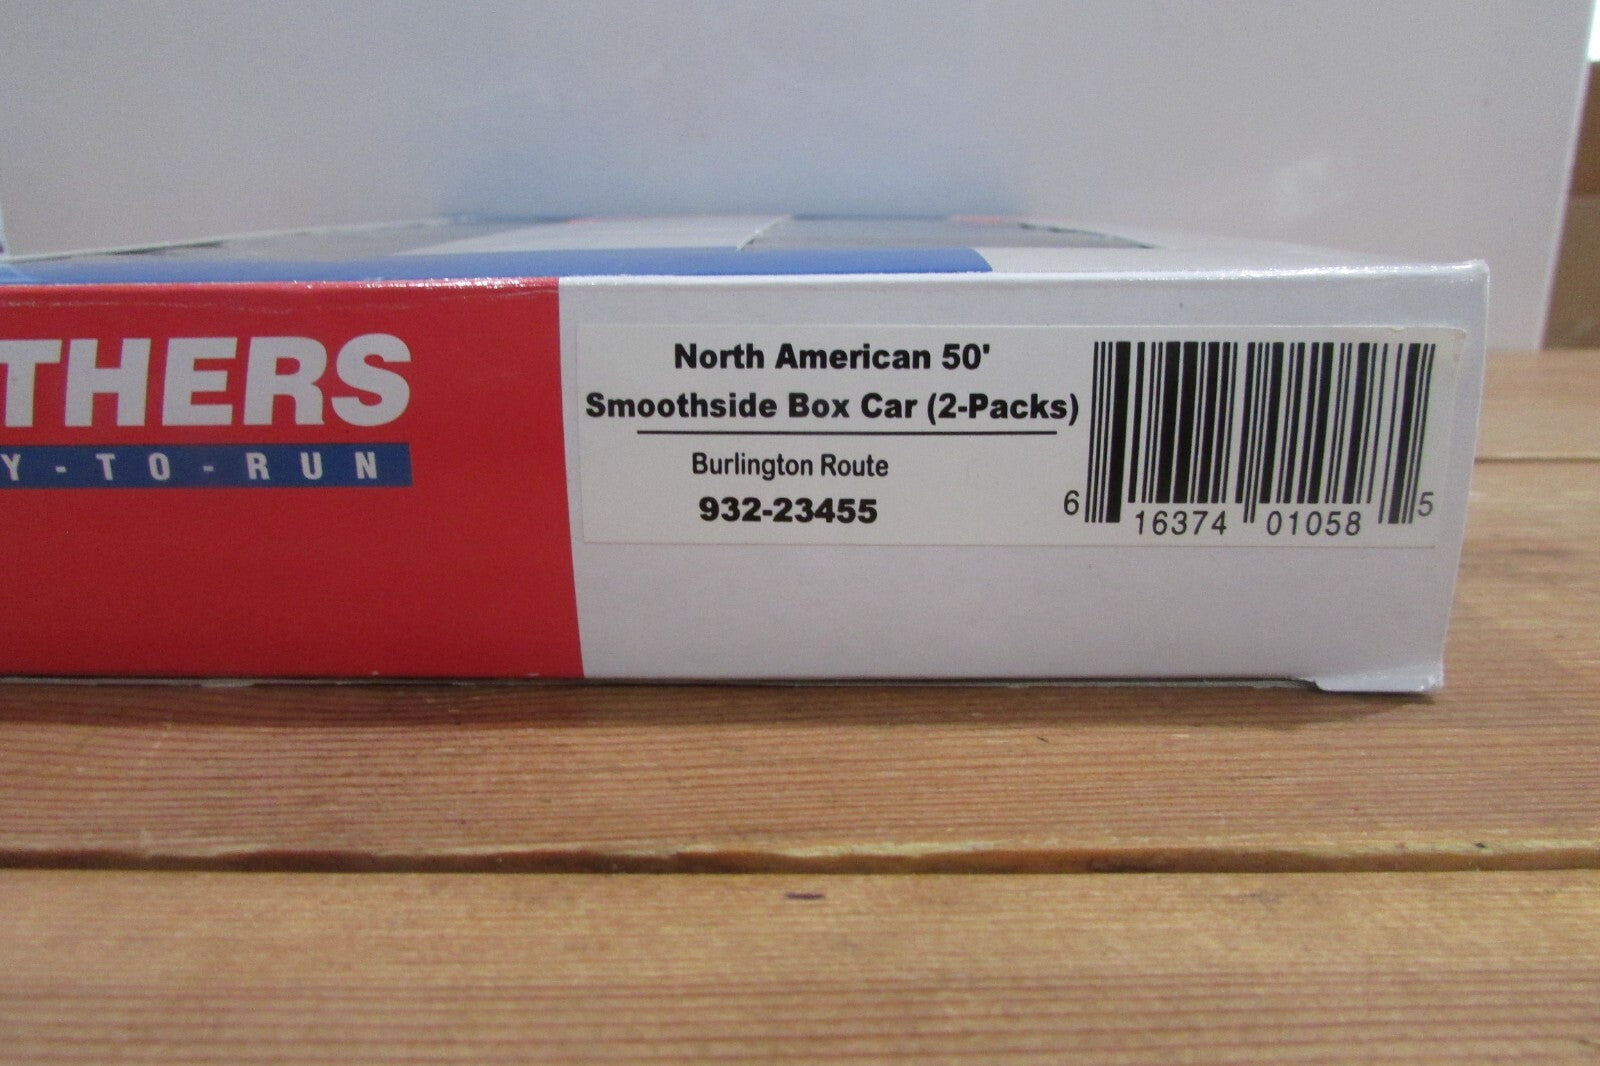 THERS
Y-TO-RUN
North American 50'
Smoothside Box Car (2-Packs)
Burlington Route
932-23455
6 16374 01058 5